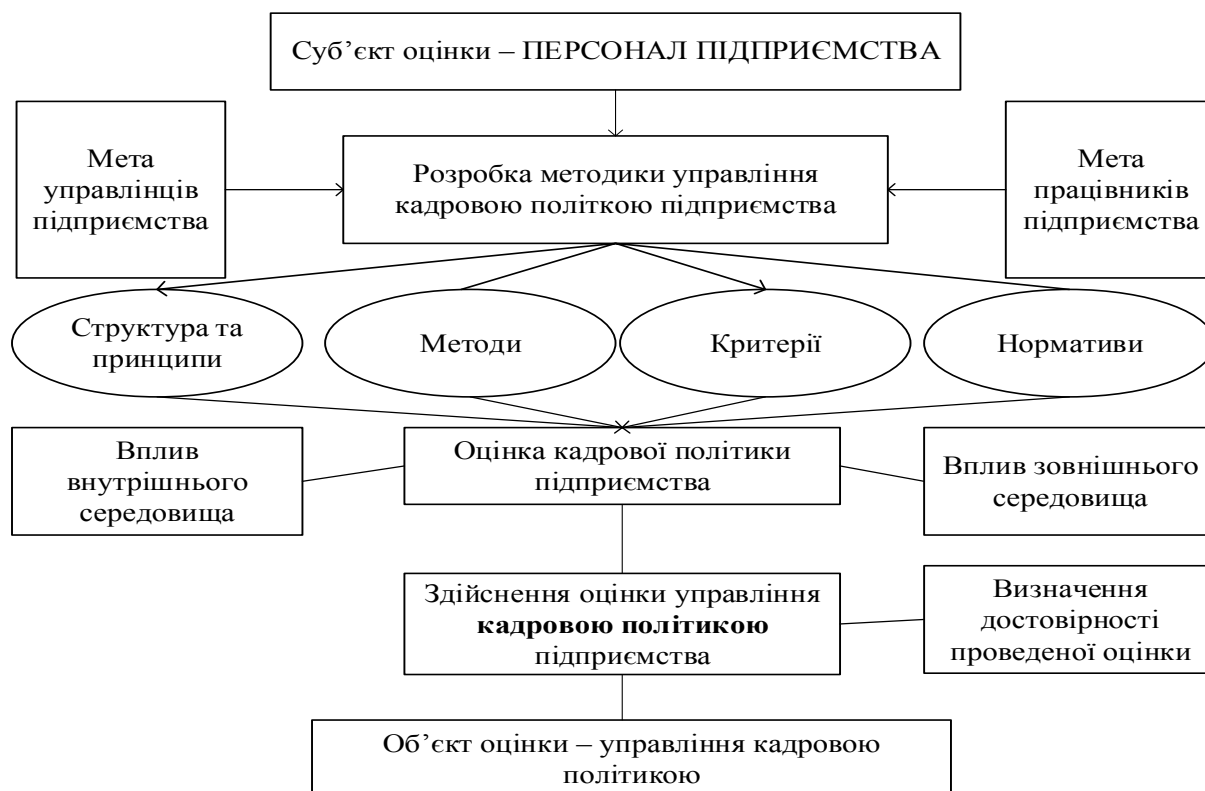 Суб’єкт оцінки – ПЕРСОНАЛ ПІДПРИЄМСТВА
Мета
управлінців
підприємства
Розробка методики управління
кадровою політкою підприємства
Мета
працівників
підприємства
Структура та
принципи
Методи
Критерії
Нормативи
Вплив
внутрішнього
середовища
Оцінка кадрової політики
підприємства
Вплив зовнішнього
середовища
Здійснення оцінки управління
кадровою політикою
підприємства
Визначення
достовірності
проведеної оцінки
Об’єкт оцінки – управління кадровою
політикою